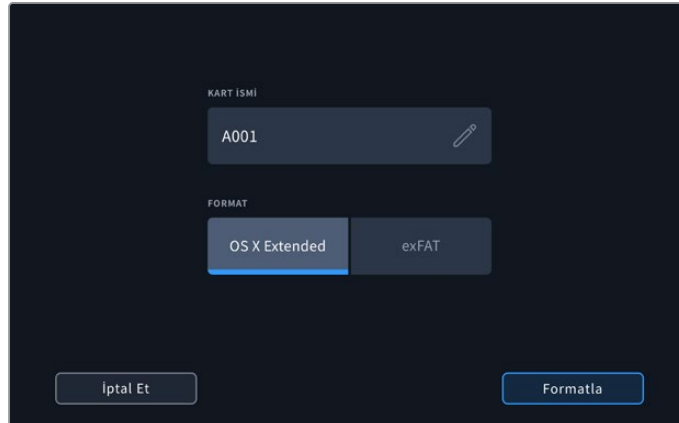 KART İSMİ
A001
FORMAT
OS X Extended exFAT
İptal Et Formatla